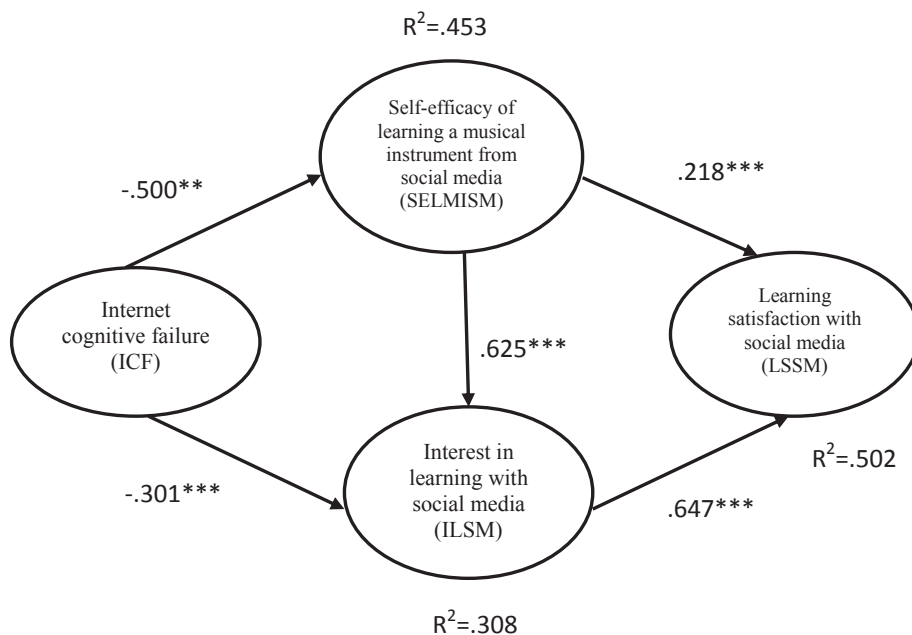 R²=.453
Self-efficacy of
learning a musical
instrument from
social media
(SELMISM)
-.500**
.218***
Internet
cognitive failure
(ICF)
Learning
satisfaction with
social media
(LSSM)
.625***
Interest in
learning with
social media
(ILSM)
-.301***
.647***
R²=.502
R²=.308